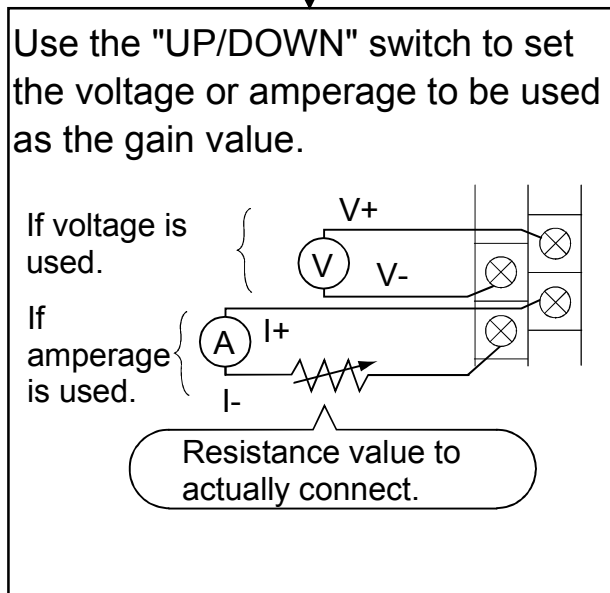 Use the "UP/DOWN" switch to set
the voltage or amperage to be used
as the gain value.
If voltage is
used.
V+
V
V-
If
amperage
is used.
A
I+
I-
Resistance value to
actually connect.